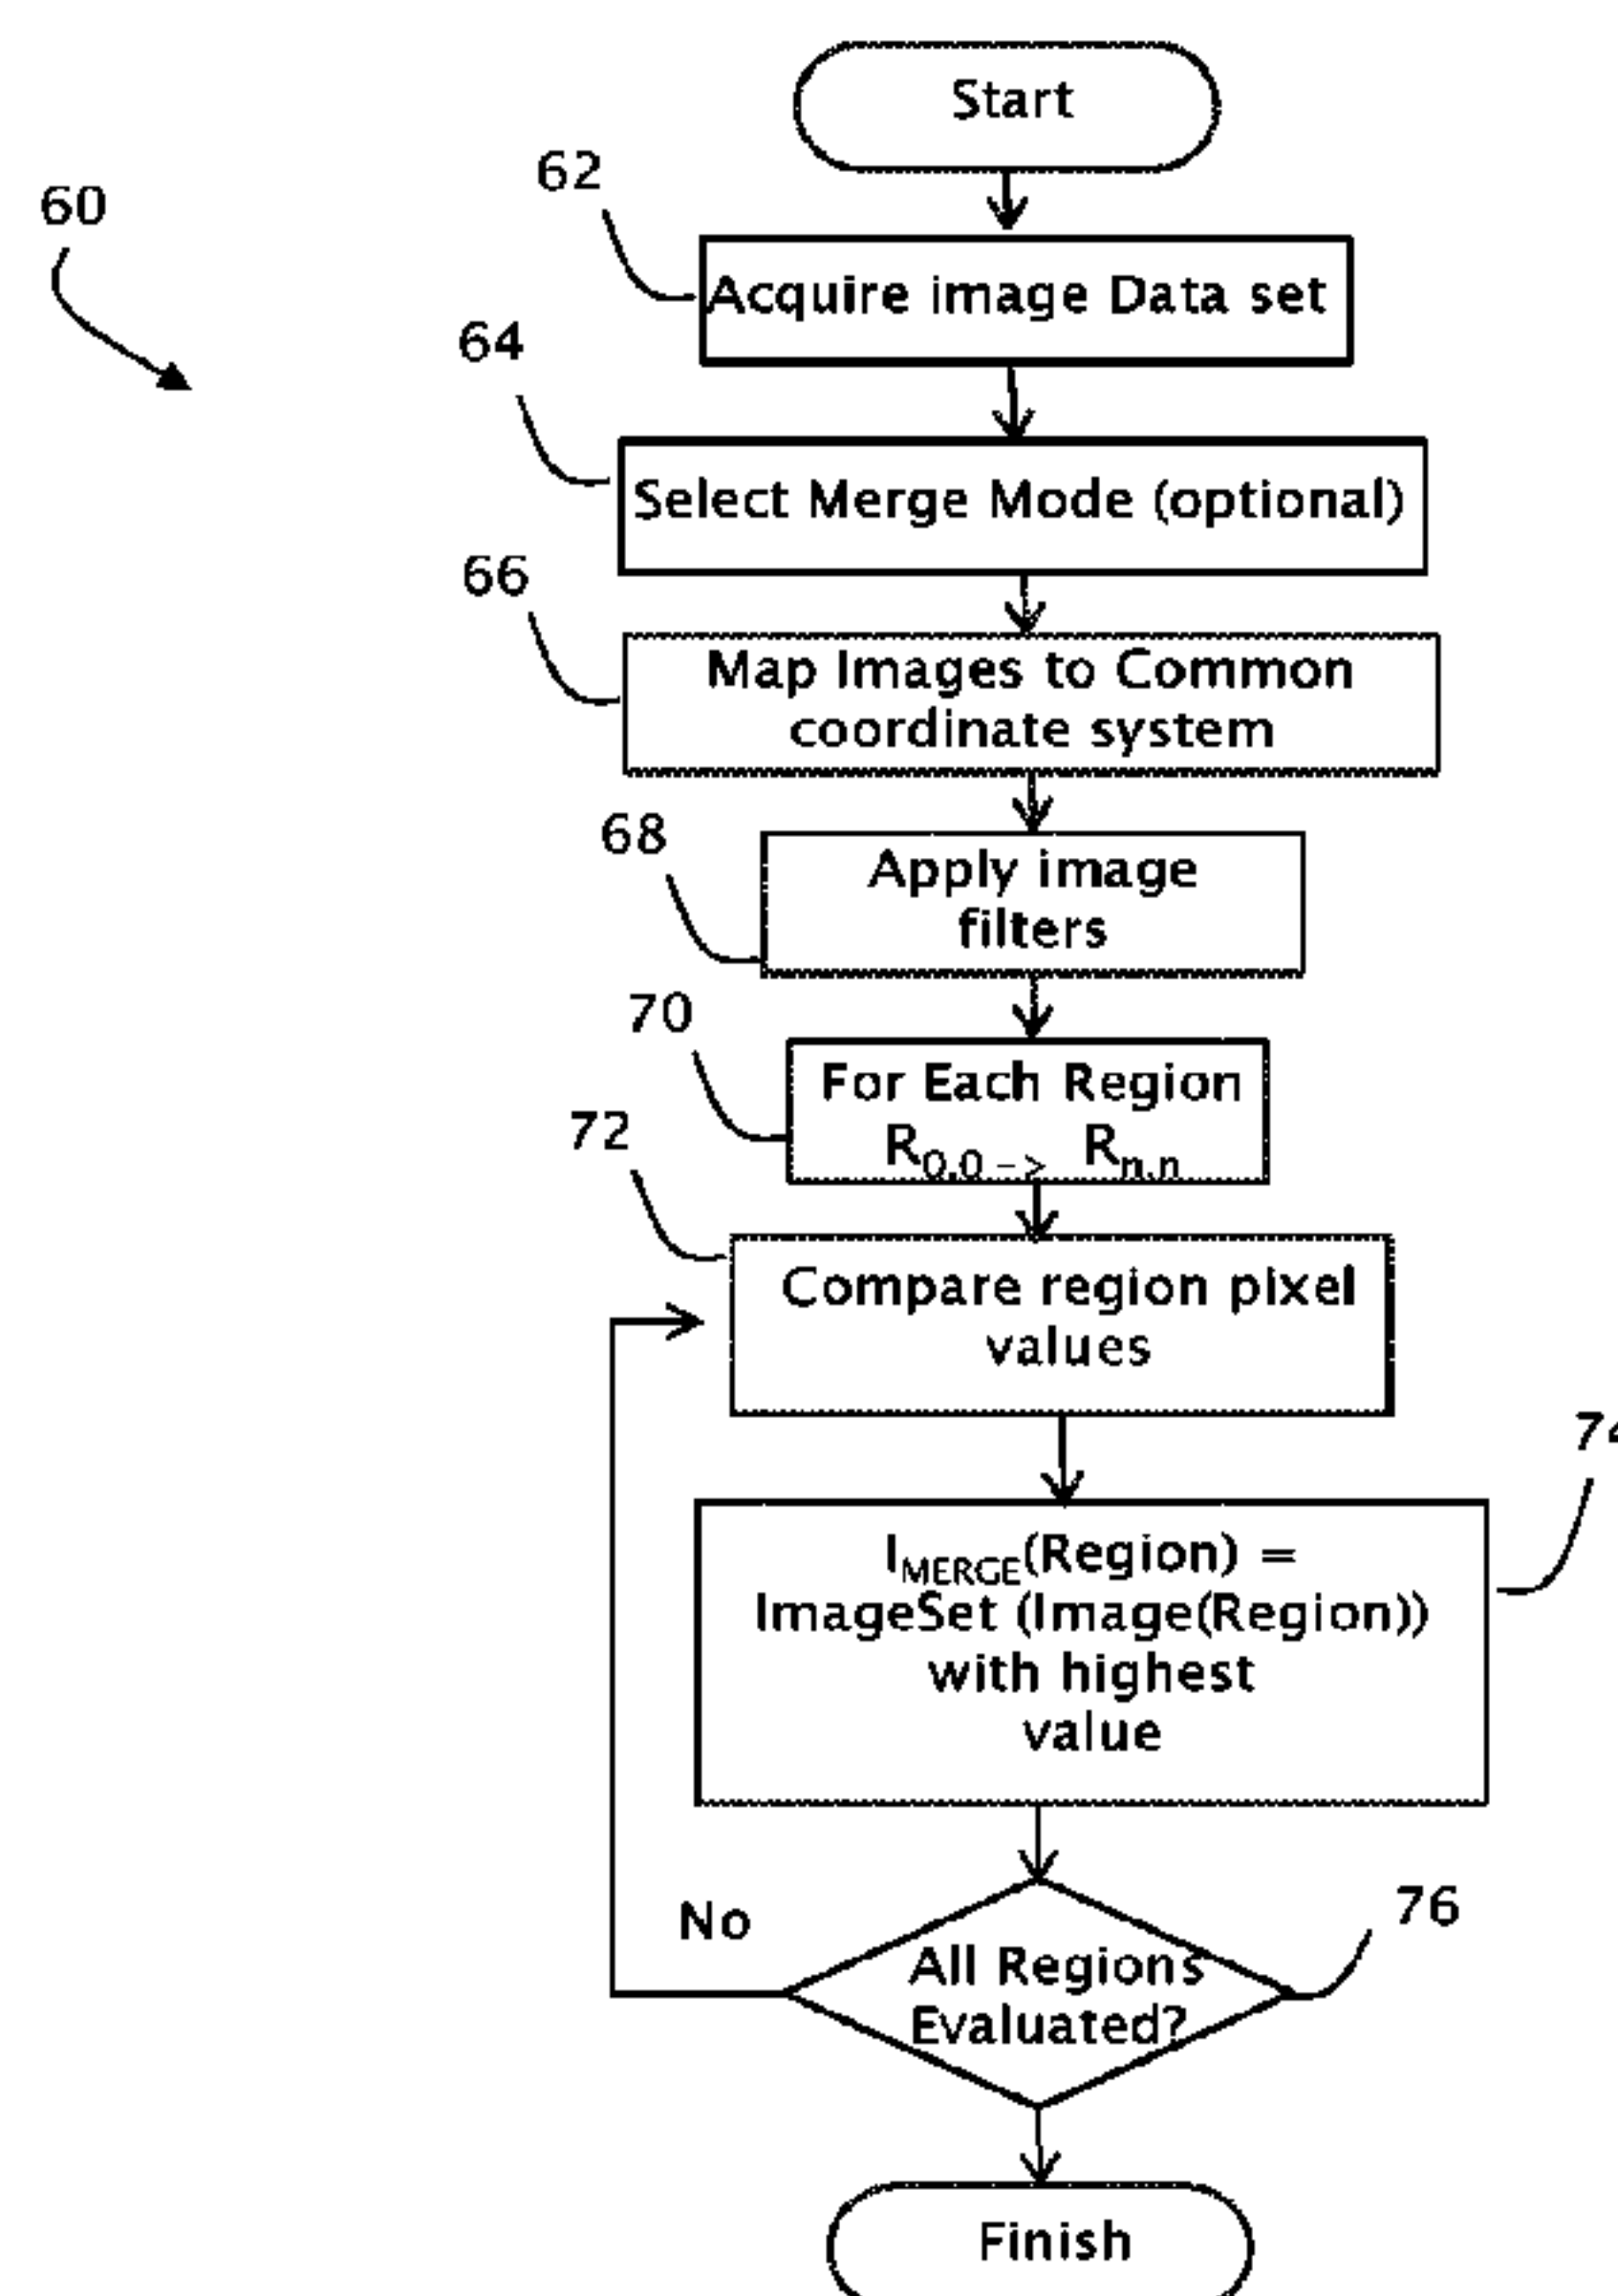 Start
62
60
Acquire image Data set
64
Select Merge Mode (optional)
66
Map Images to Common
coordinate system
68
Apply image
filters
70
For Each Region
R0,0 -> Rn,n
72
Compare region pixel
values
74
IMERGE(Region) =
ImageSet (Image(Region))
with highest
value
No
76
All Regions
Evaluated?
Finish